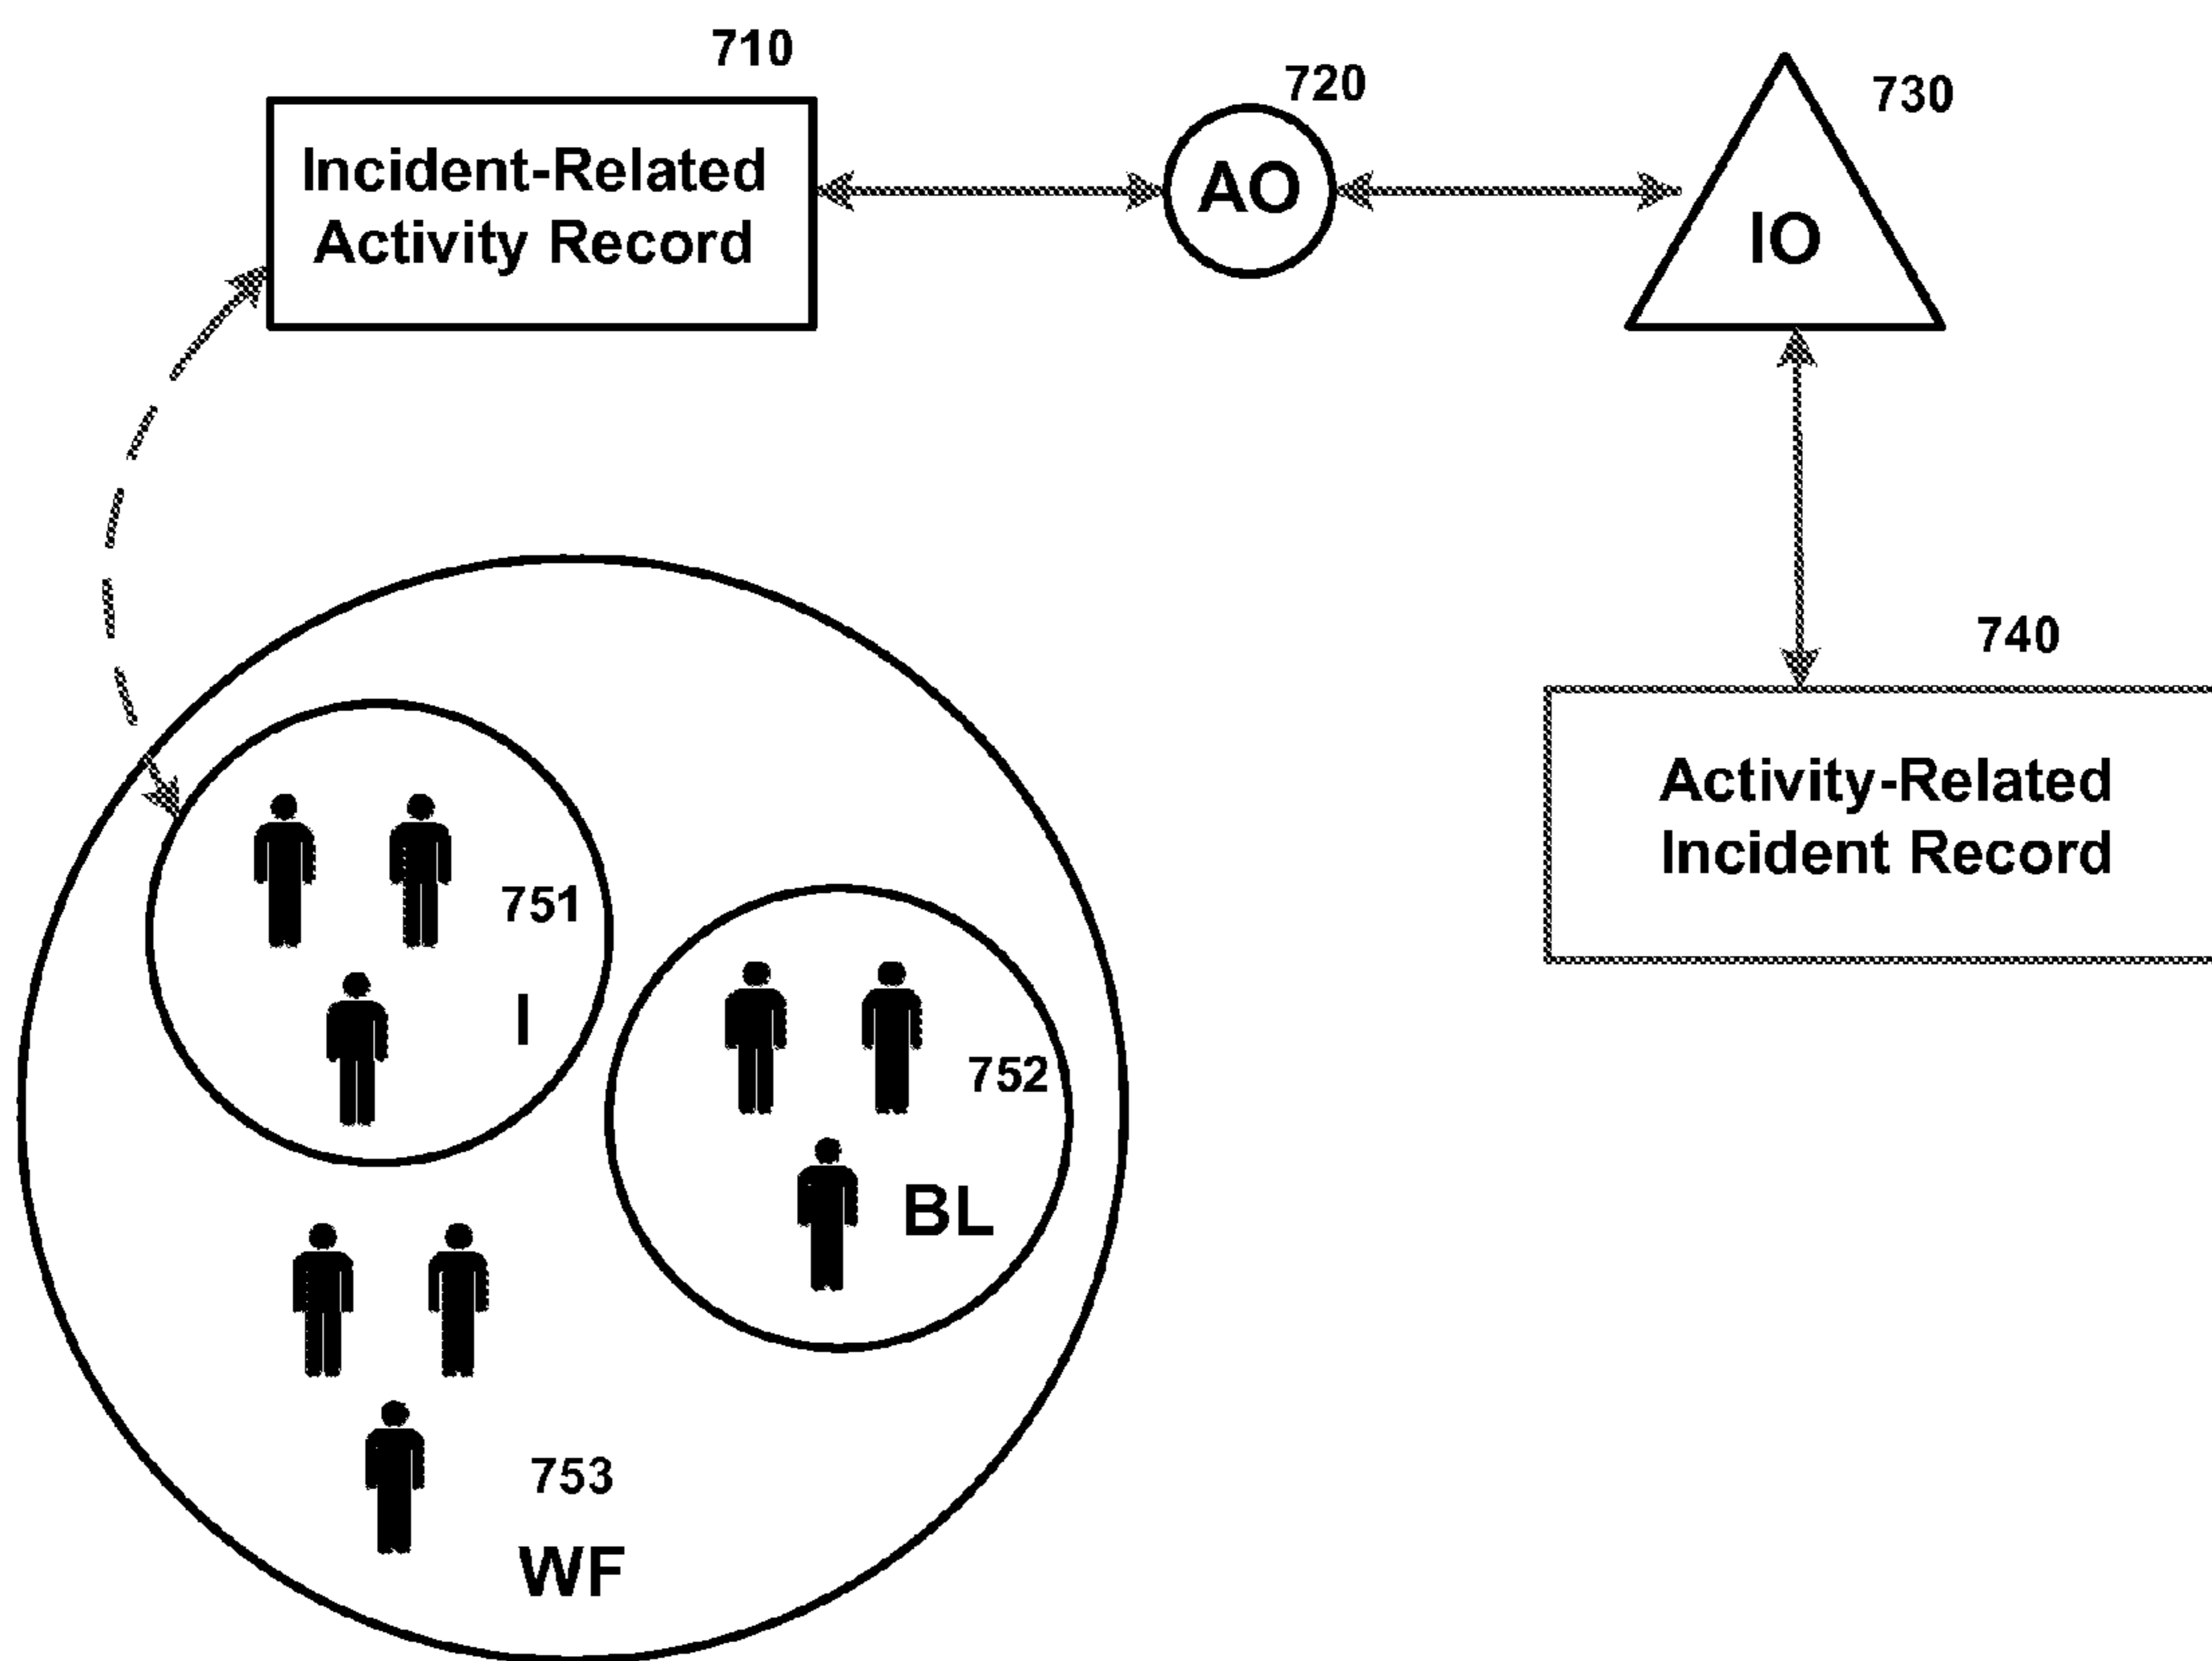 710
720
730
Incident-Related
Activity Record
AO
IO
740
Activity-Related
Incident Record
751
I
752
BL
753
WF